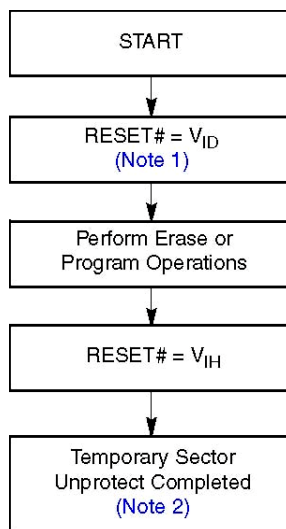 START
RESET# = VID
(Note 1)
Perform Erase or
Program Operations
RESET# = VIH
Temporary Sector
Unprotect Completed
(Note 2)